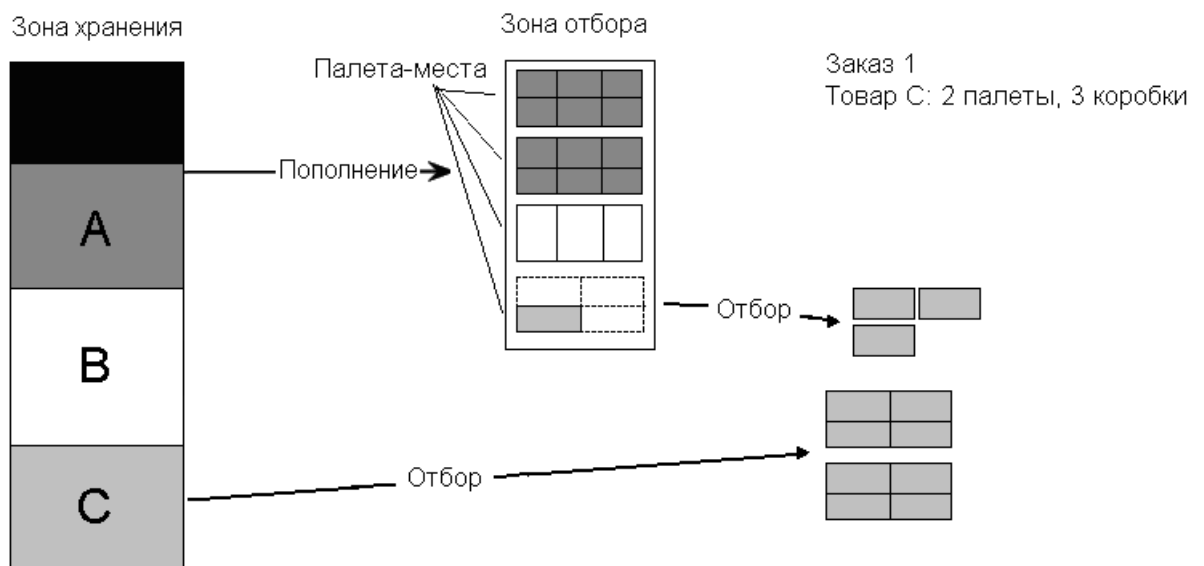 Зона хранения
Зона отбора
Палета-места
Заказ 1
Товар С: 2 палеты, 3 коробки
Пополнение
A
Отбор
B
Отбор
C